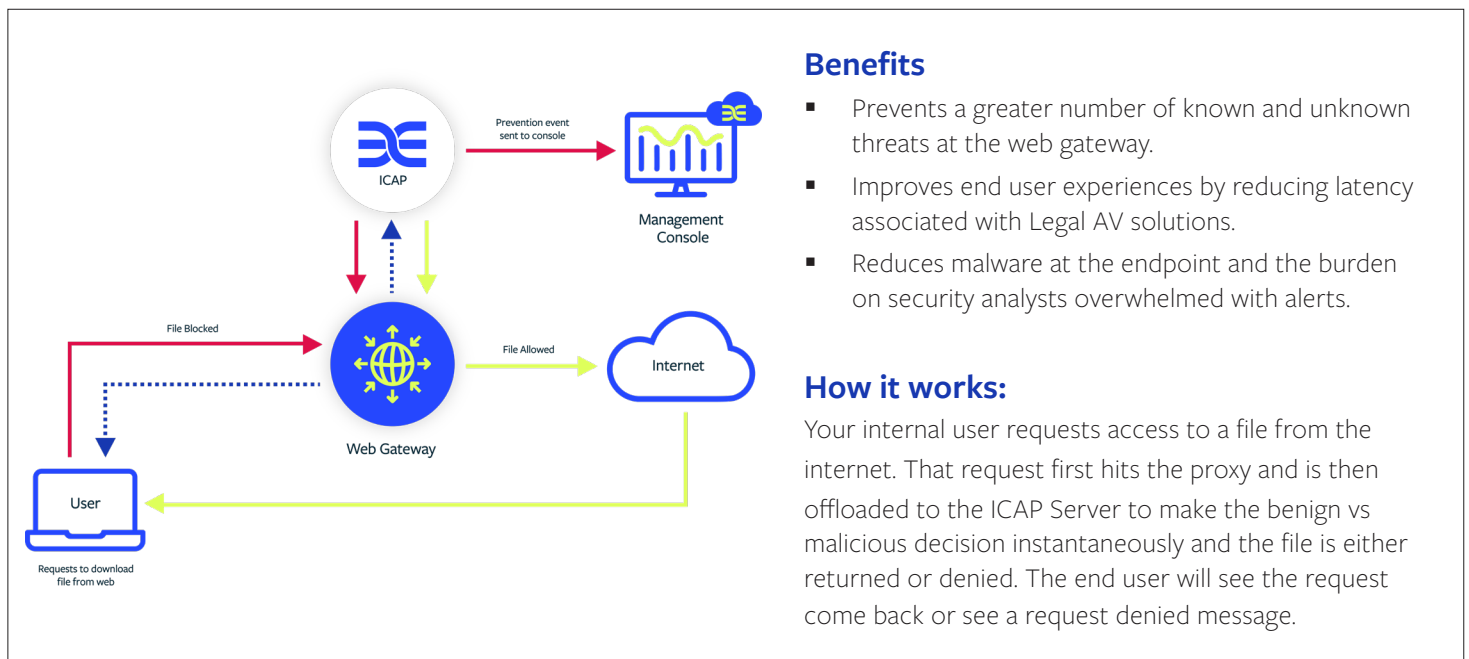 Prevention event
sent to console
ICAP
Management
Console
File Blocked
File Allowed
Internet
Web Gateway
User
Requests to download
file from web
Benefits
▪ Prevents a greater number of known and unknown
threats at the web gateway.
▪ Improves end user experiences by reducing latency
associated with Legal AV solutions.
▪ Reduces malware at the endpoint and the burden
on security analysts overwhelmed with alerts.
How it works:
Your internal user requests access to a file from the
internet. That request first hits the proxy and is then
offloaded to the ICAP Server to make the benign vs
malicious decision instantaneously and the file is either
returned or denied. The end user will see the request
come back or see a request denied message.